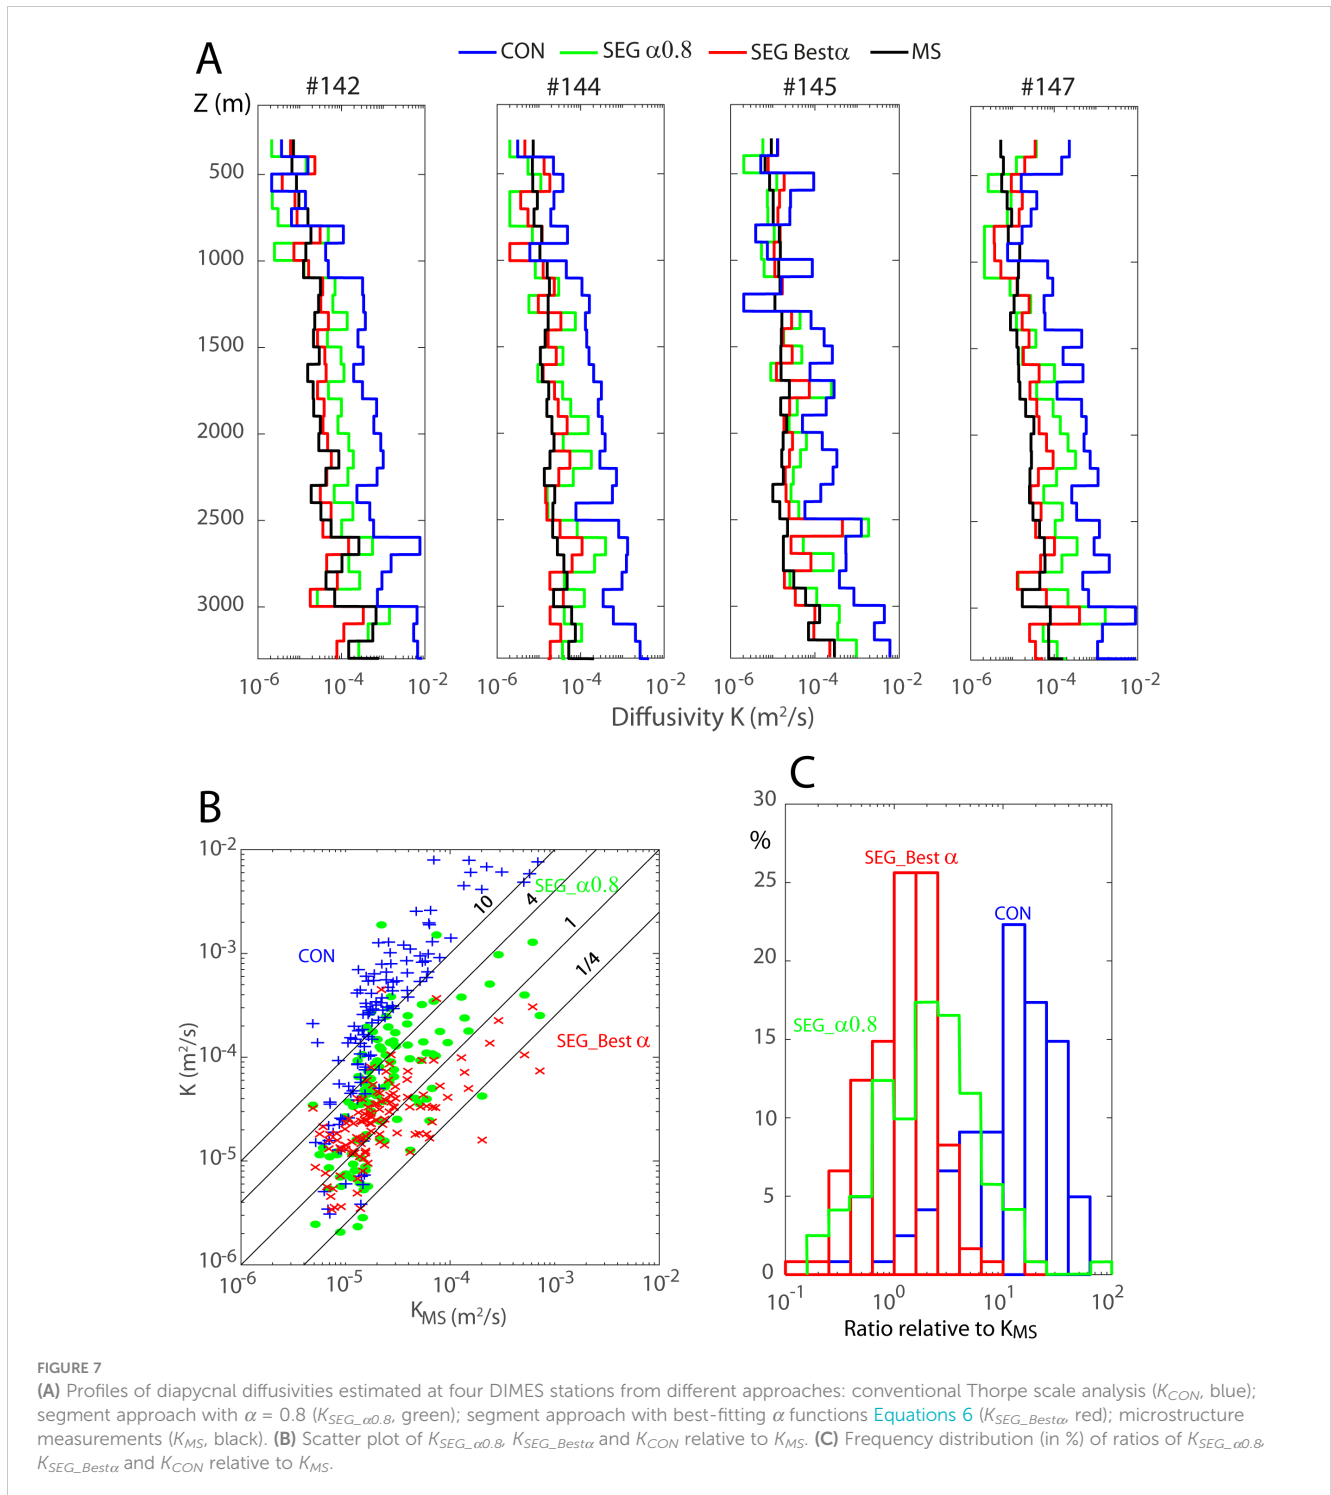 A
CON SEG α0.8 SEG Bestα MS
#142 #144 #145 #147
Z (m)
500
1000
1500
2000
2500
3000
10-6 10-4 10-2 10-6 10-4 10-2 10-6 10-4 10-2 10-6 10-4 10-2
Diffusivity K (m2/s)
B
10-2
10-3
10-4
10-5
10-6
K (m2/s)
CON
SEG_α0.8
SEG_Best α
10
4
1
1/4
10-6 10-5 10-4 10-3 10-2
KMS (m2/s)
C
30
%
25
20
15
10
5
0
SEG_Best α
CON
SEG_α0.8
10-1 100 101 102
Ratio relative to KMS
FIGURE 7
(A) Profiles of diapycnal diffusivities estimated at four DIMES stations from different approaches: conventional Thorpe scale analysis (KCON, blue);
segment approach with α = 0.8 (KSEG_α0.8, green); segment approach with best-fitting α functions Equations 6 (KSEG_Bestα, red); microstructure
measurements (KMS, black). (B) Scatter plot of KSEG_α0.8, KSEG_Bestα and KCON relative to KMS. (C) Frequency distribution (in %) of ratios of KSEG_α0.8,
KSEG_Bestα and KCON relative to KMS.